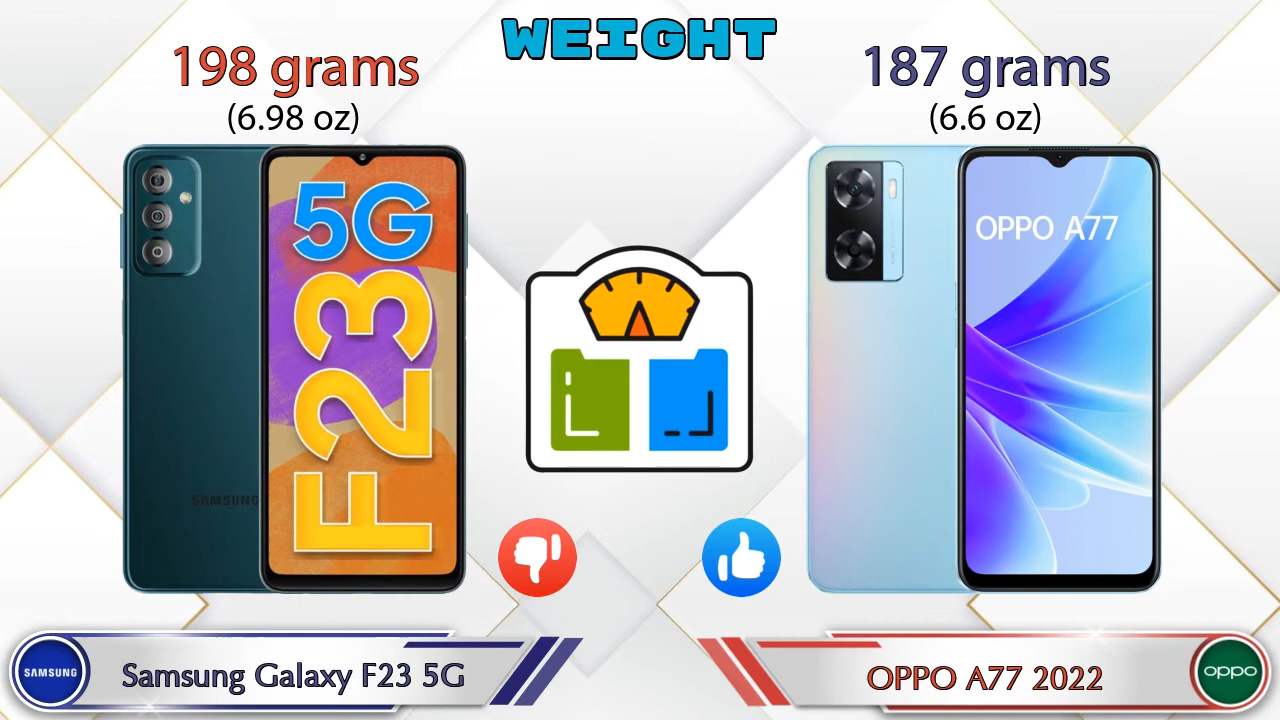 WEIGHT
198 grams
(6.98 oz)
187 grams
(6.6 oz)
5G
F23
SAMSUNG
OPPO A77
SAMSUNG
Samsung Galaxy F23 5G
OPPO A77 2022
oppo